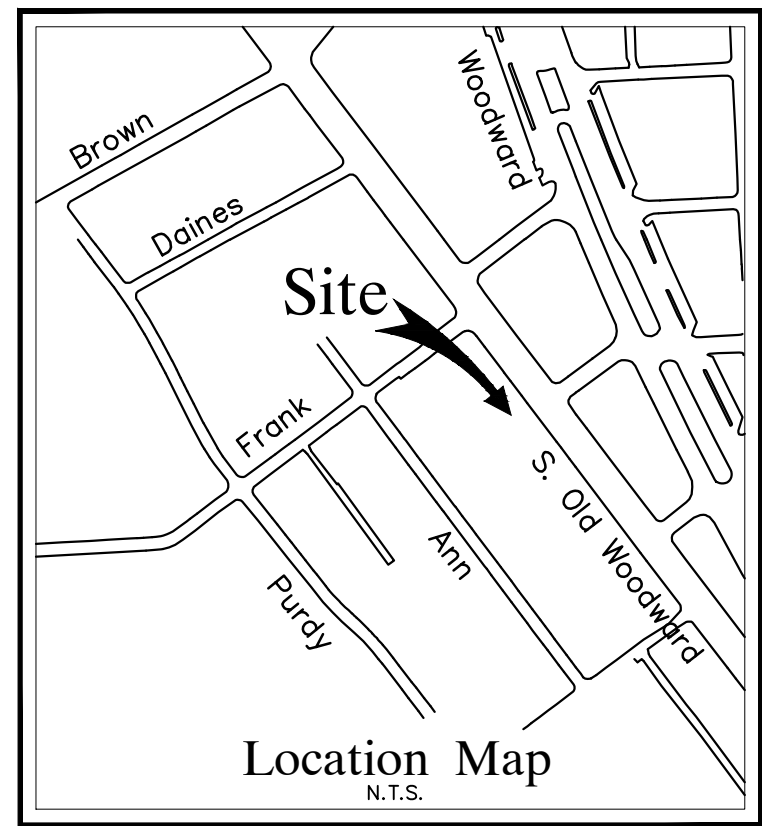 Woodward
Brown
Daines
Site
Frank
S. Old Woodward
Ann
Purdy
Location Map
N.T.S.